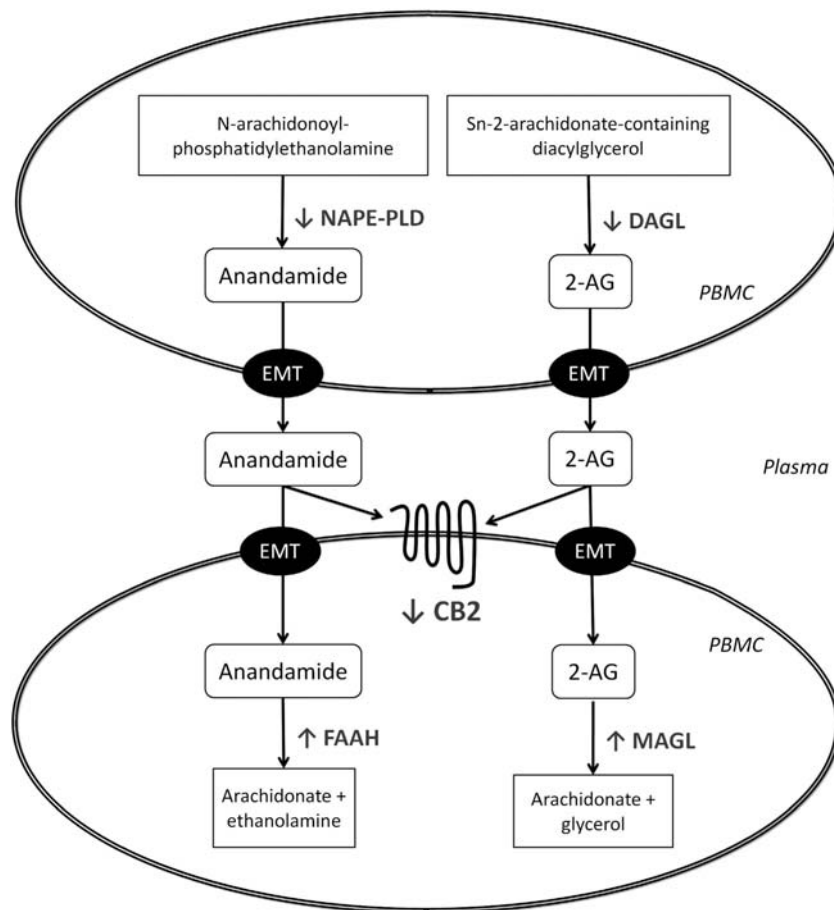 N-arachidonoyl-
phosphatidylethanolamine
Sn-2-arachidonate-containing
diacylglycerol
↓ NAPE-PLD
↓ DAGL
Anandamide
2-AG
PBMC
EMT
EMT
Anandamide
2-AG
Plasma
EMT
EMT
↓ CB2
Anandamide
2-AG
PBMC
↑ FAAH
↑ MAGL
Arachidonate +
ethanolamine
Arachidonate +
glycerol